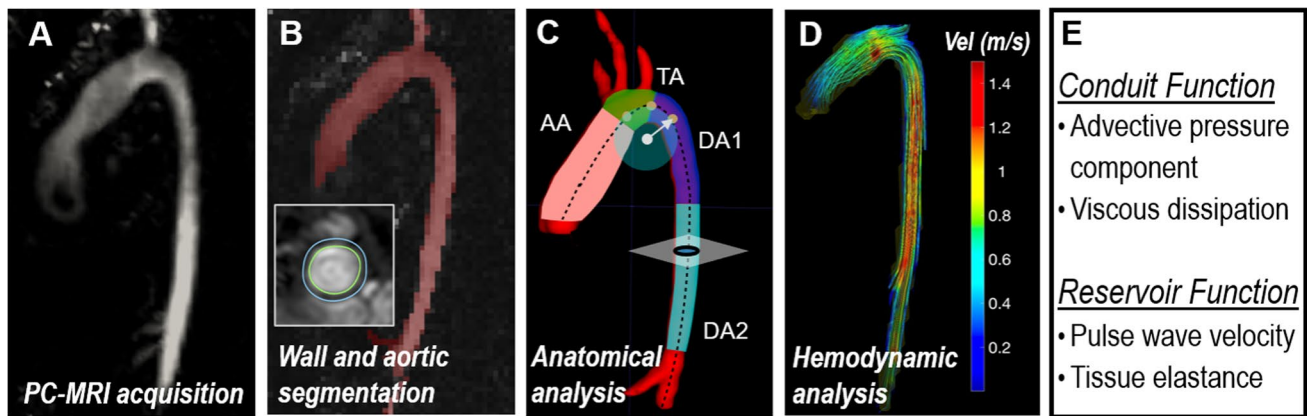 A
PC-MRI acquisition
B
Wall and aortic
segmentation
C
TA
AA
DA1
DA2
Anatomical
analysis
D
Vel (m/s)
1.4
1.2
1
0.8
0.6
0.4
0.2
Hemodynamic
analysis
E
Conduit Function
• Advective pressure
component
• Viscous dissipation
Reservoir Function
• Pulse wave velocity
• Tissue elastance